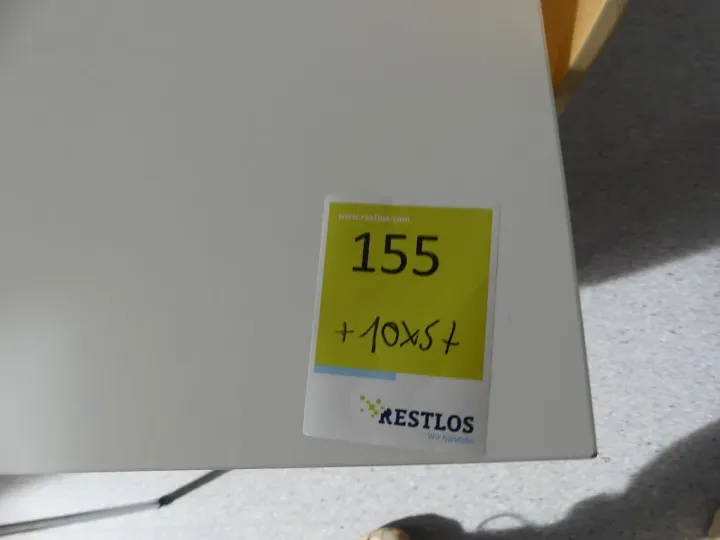 www.restlos.com
155
+ 10x5t
RESTLOS
Wir handeln